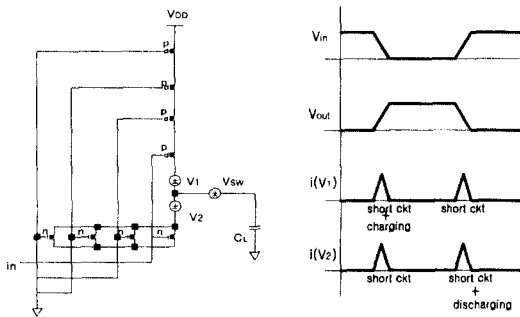 VDD
p
p
p
p
V1
Vsw
V2
n
n
n
n
in
CL
Vin
Vout
i(V1)
short ckt
+
charging
short ckt
i(V2)
short ckt
short ckt
+
discharging